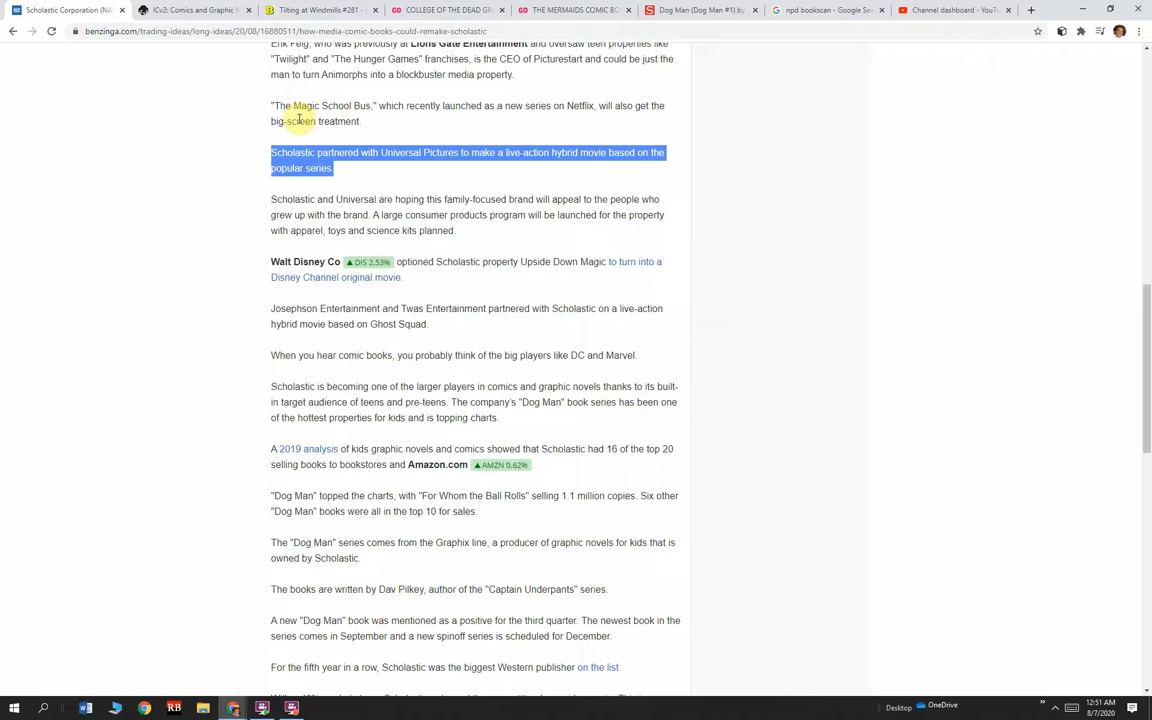 Scholastic Corporation (NA
ICv2: Comics and Graphic N
Tilting at Windmills #281 -
COLLEGE OF THE DEAD GR
THE MERMAIDS COMIC BO
Dog Man (Dog Man #1) by
npd bookscan - Google Sea
Channel dashboard - YouTu
benzinga.com/trading-ideas/long-ideas/20/08/16880511/how-media-comic-books-could-remake-scholastic
Erik Feig, who was previously at Lions Gate Entertainment and oversaw teen properties like
"Twilight" and "The Hunger Games" franchises, is the CEO of Picturestart and could be just the
man to turn Animorphs into a blockbuster media property.
"The Magic School Bus," which recently launched as a new series on Netflix, will also get the
big-screen treatment.
Scholastic partnered with Universal Pictures to make a live-action hybrid movie based on the
popular series.
Scholastic and Universal are hoping this family-focused brand will appeal to the people who
grew up with the brand. A large consumer products program will be launched for the property
with apparel, toys and science kits planned.
Walt Disney Co ▲ DIS 2.53% optioned Scholastic property Upside Down Magic to turn into a
Disney Channel original movie.
Josephson Entertainment and Twas Entertainment partnered with Scholastic on a live-action
hybrid movie based on Ghost Squad.
When you hear comic books, you probably think of the big players like DC and Marvel.
Scholastic is becoming one of the larger players in comics and graphic novels thanks to its built-
in target audience of teens and pre-teens. The company's "Dog Man" book series has been one
of the hottest properties for kids and is topping charts.
A 2019 analysis of kids graphic novels and comics showed that Scholastic had 16 of the top 20
selling books to bookstores and Amazon.com ▲ AMZN 0.62%.
"Dog Man" topped the charts, with "For Whom the Ball Rolls" selling 1.1 million copies. Six other
"Dog Man" books were all in the top 10 for sales.
The "Dog Man" series comes from the Graphix line, a producer of graphic novels for kids that is
owned by Scholastic.
The books are written by Dav Pilkey, author of the "Captain Underpants" series.
A new "Dog Man" book was mentioned as a positive for the third quarter. The newest book in the
series comes in September and a new spinoff series is scheduled for December.
For the fifth year in a row, Scholastic was the biggest Western publisher on the list.
Desktop
OneDrive
12:51 AM
8/7/2020